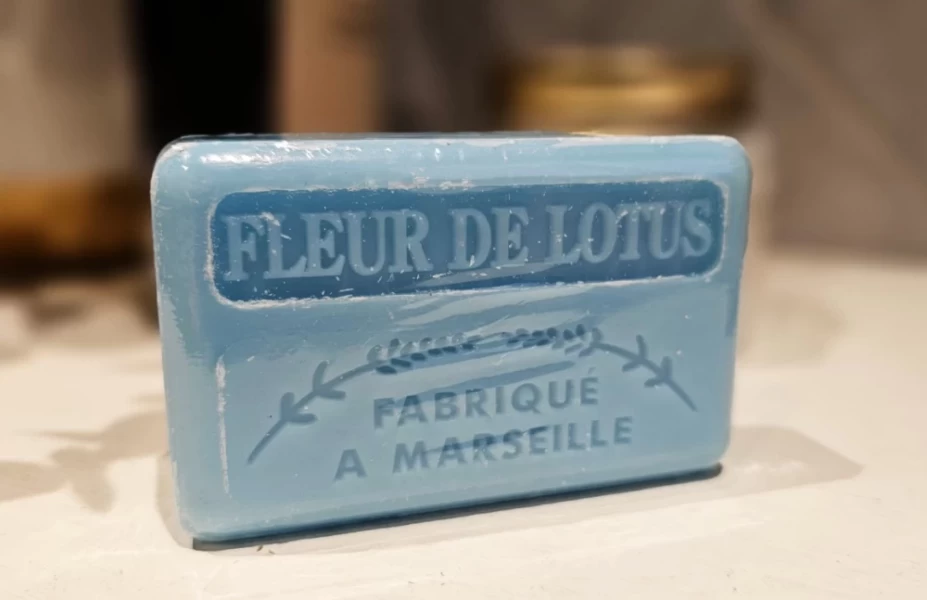 FLEUR DE LOTUS
FABRIQUÉ
A MARSEILLE